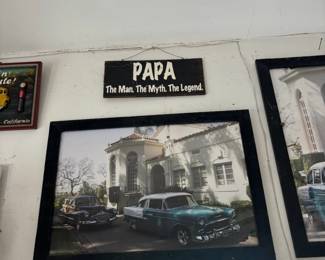 PAPA
The Man. The Myth. The Legend.
California